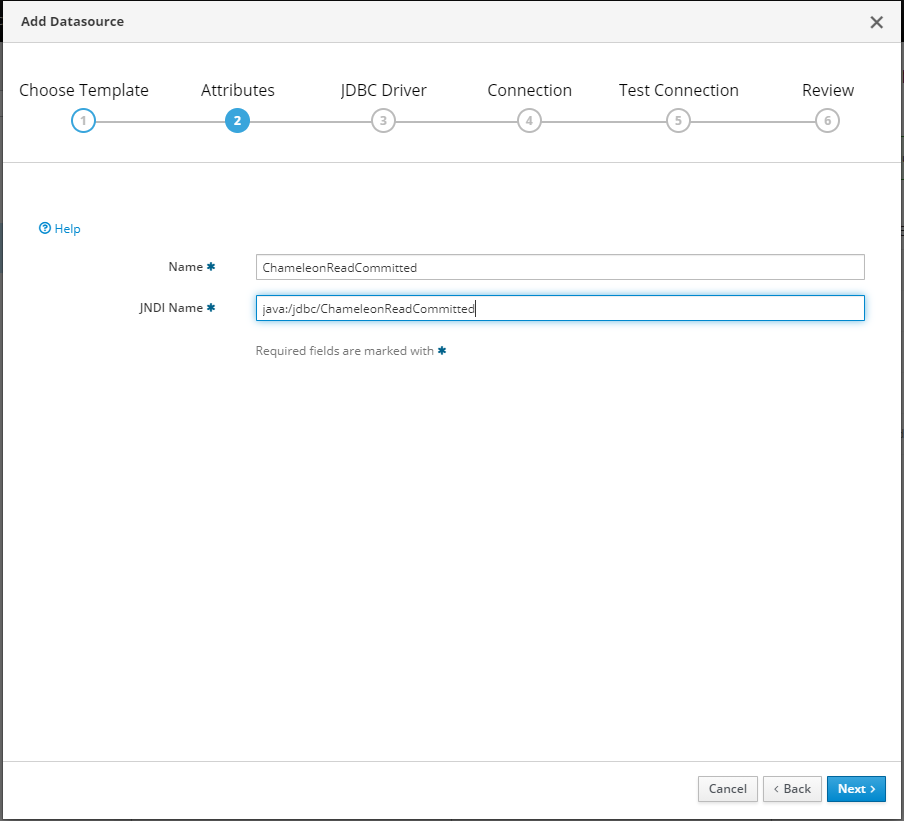 Add Datasource
Choose Template Attributes JDBC Driver Connection Test Connection Review
1 2 3 4 5 6
Help
Name ✱ ChameleonReadCommitted
JNDI Name ✱ java:/jdbc/ChameleonReadCommitted
Required fields are marked with ✱
Cancel ‹ Back Next ›